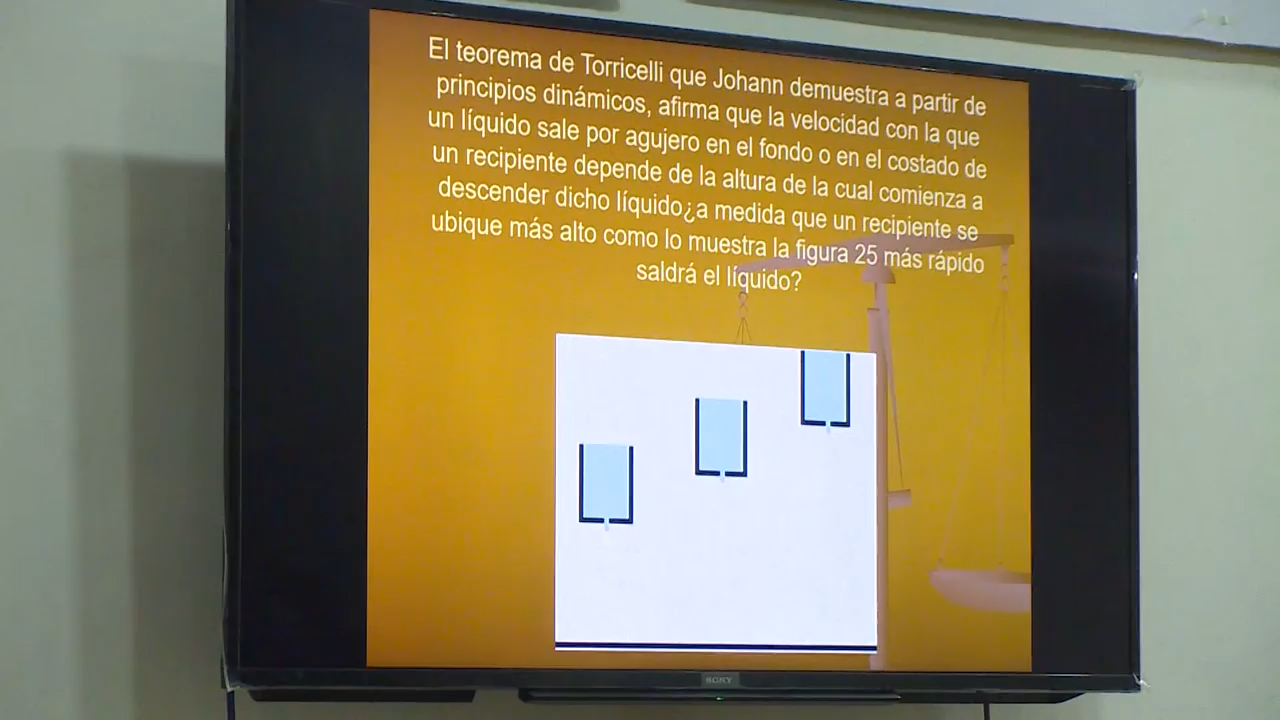 El teorema de Torricelli que Johann demuestra a partir de
principios dinámicos, afirma que la velocidad con la que
un líquido sale por agujero en el fondo o en el costado de
un recipiente depende de la altura de la cual comienza a
descender dicho líquido¿a medida que un recipiente se
ubique más alto como lo muestra la figura 25 más rápido
saldrá el líquido?
SONY